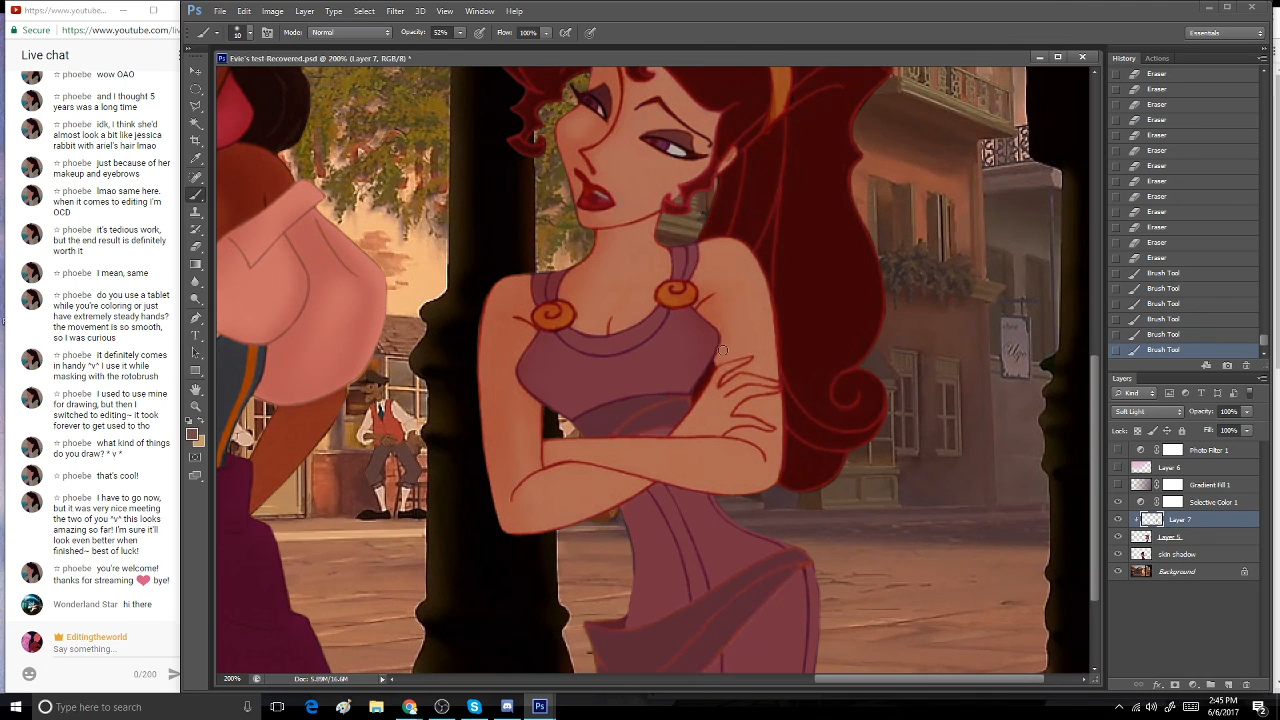 https://www.youtube.com/liv
Secure https://www.youtube.com/liv
Live chat
phoebe wow OAO
phoebe and I thought 5
years was a long time
phoebe idk, I think she'd
almost look a bit like jessica
rabbit with ariel's hair lmao
phoebe just because of her
makeup and eyebrows
phoebe lmao same here.
when it comes to editing I'm
OCD
phoebe it's tedious work,
but the end result is definitely
worth it
phoebe I mean, same
phoebe do you use a tablet
while you're coloring or just
have extremely steady hands?
the movement is so smooth,
so I was curious
phoebe it definitely comes
in handy ^v^ I use it while
masking with the rotobrush
phoebe I used to use mine
for drawing, but then I
switched to editing~ it took
forever to get used to tho
phoebe what kind of things
do you draw? * v *
phoebe that's cool!
phoebe I have to go now,
but it was very nice meeting
the two of you ^v^ this looks
amazing so far! I'm sure it'll
look even better when
finished~ best of luck!
phoebe you're welcome!
thanks for streaming ❤ bye!
Wonderland Star hi there
Editingtheworld
Say something...
0/200
Ps File Edit Image Layer Type Select Filter 3D View Window Help
10 Mode: Normal Opacity: 52% Flow: 100% Essentials
Ps Evie's test-Recovered.psd @ 200% (Layer 7, RGB/8) *
Ugo
200% Doc: 5.89M/16.6M
History Actions
Eraser
Eraser
Eraser
Eraser
Eraser
Eraser
Eraser
Eraser
Eraser
Eraser
Eraser
Eraser
Eraser
Brush Tool
Brush Tool
Brush Tool
Brush Tool
Brush Tool
Brush Tool
Layers
Kind
Soft Light Opacity: 100%
Lock: Fill: 100%
Photo Filter 1
Layer 6
Gradient Fill 1
Selective Color 1
Layer 7
Layer 5
skin shadow
Background
Type here to search
Ps
2:45 PM
6/6/2017